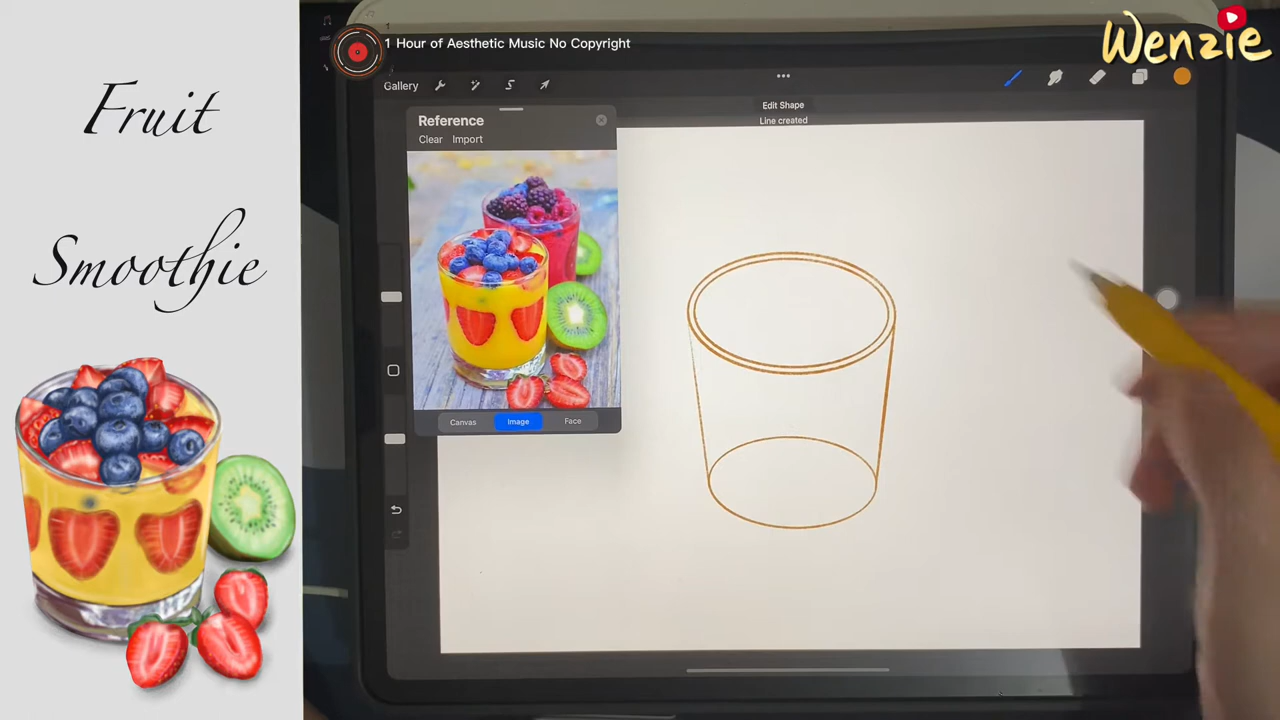 Fruit
Smoothie
1 Hour of Aesthetic Music No Copyright
Wenzie
Gallery
Edit Shape
Line created
Reference
Clear Import
Canvas Image Face